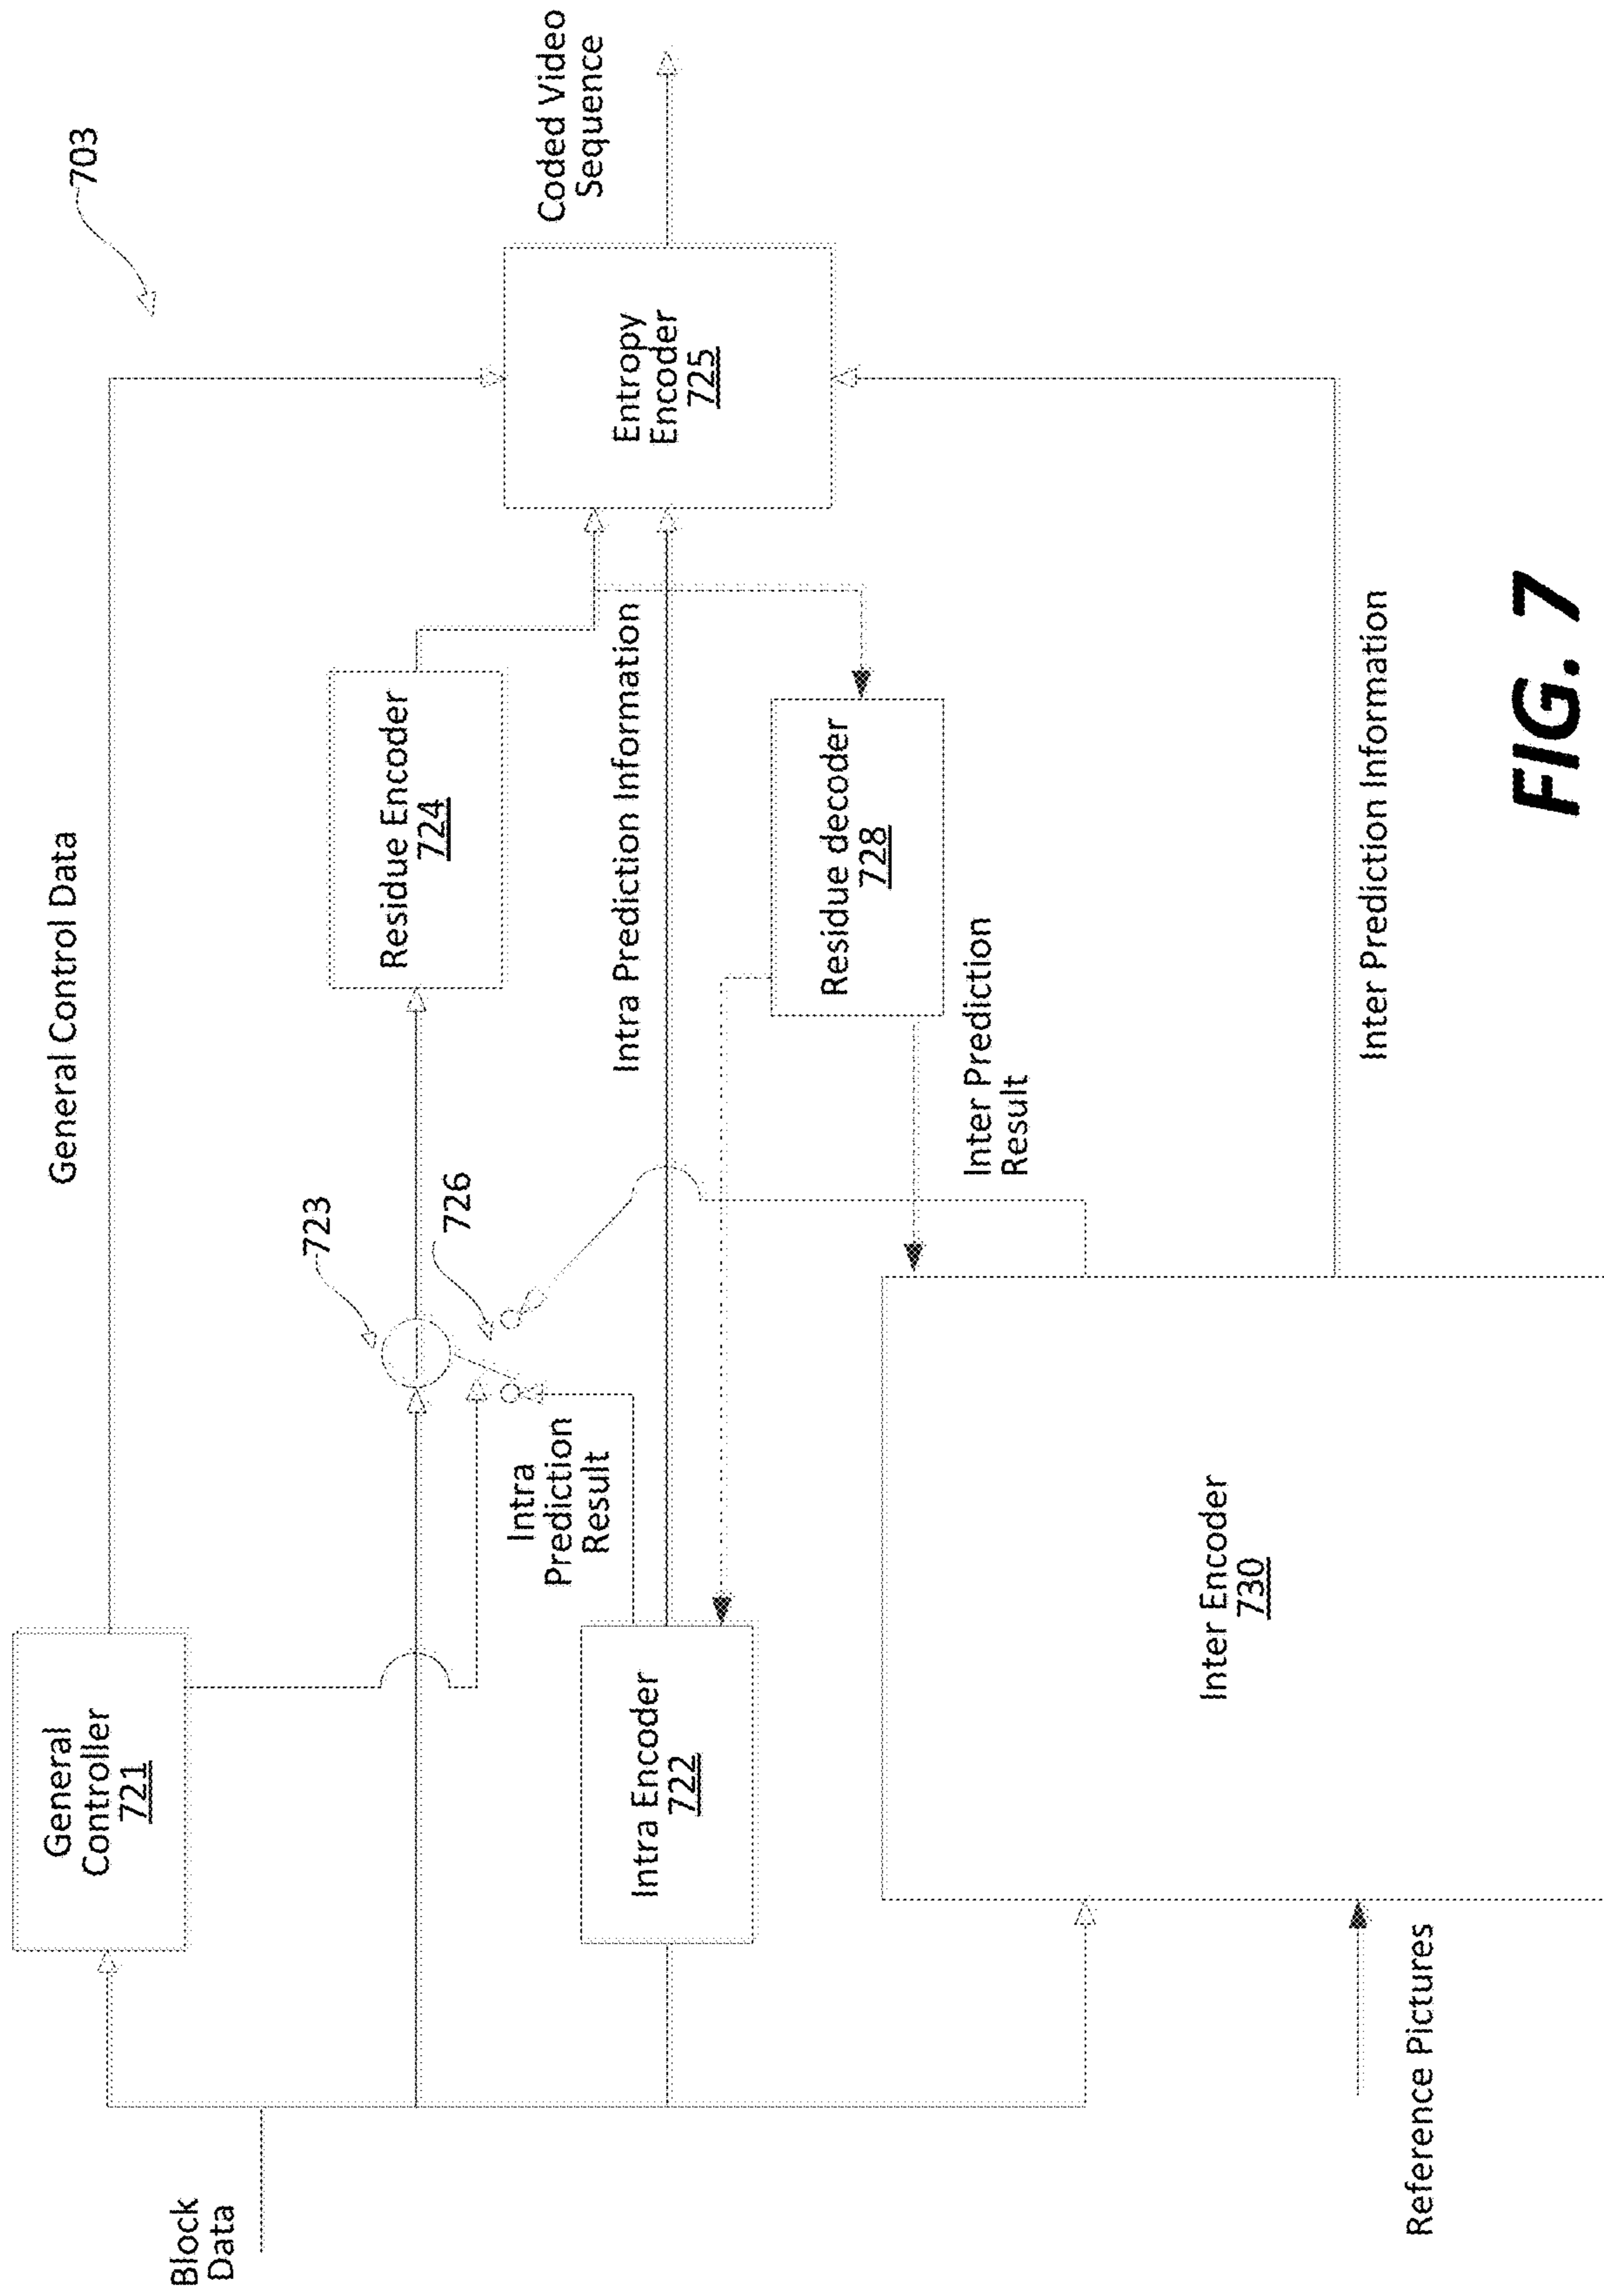 703
General Control Data
Coded Video
Sequence
General
Controller
721
723
726
Residue Encoder
724
Entropy
Encoder
725
Block
Data
Intra
Prediction
Result
Intra Prediction Information
Intra Encoder
722
Residue decoder
728
Inter Prediction
Result
Inter Encoder
730
Reference Pictures
Inter Prediction Information
FIG. 7